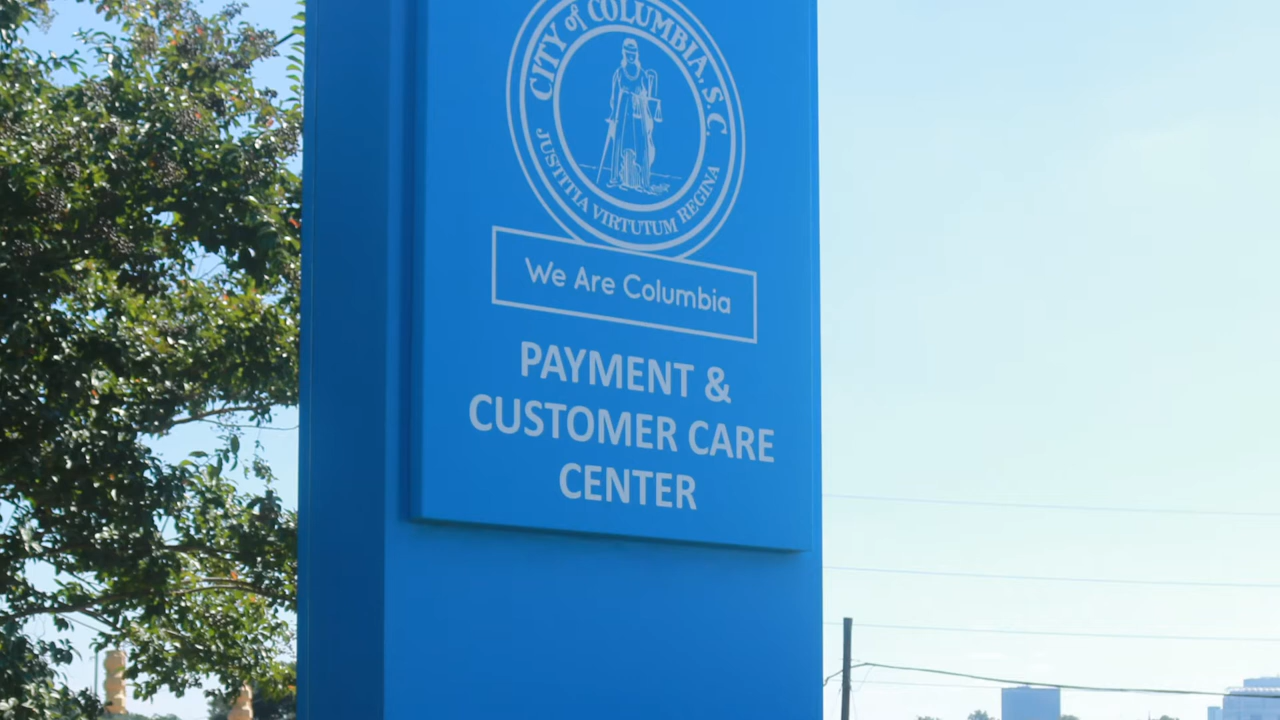 CITY of COLUMBIA, S.C.
JUSTITIA VIRTUTUM REGINA
We Are Columbia
PAYMENT &
CUSTOMER CARE
CENTER